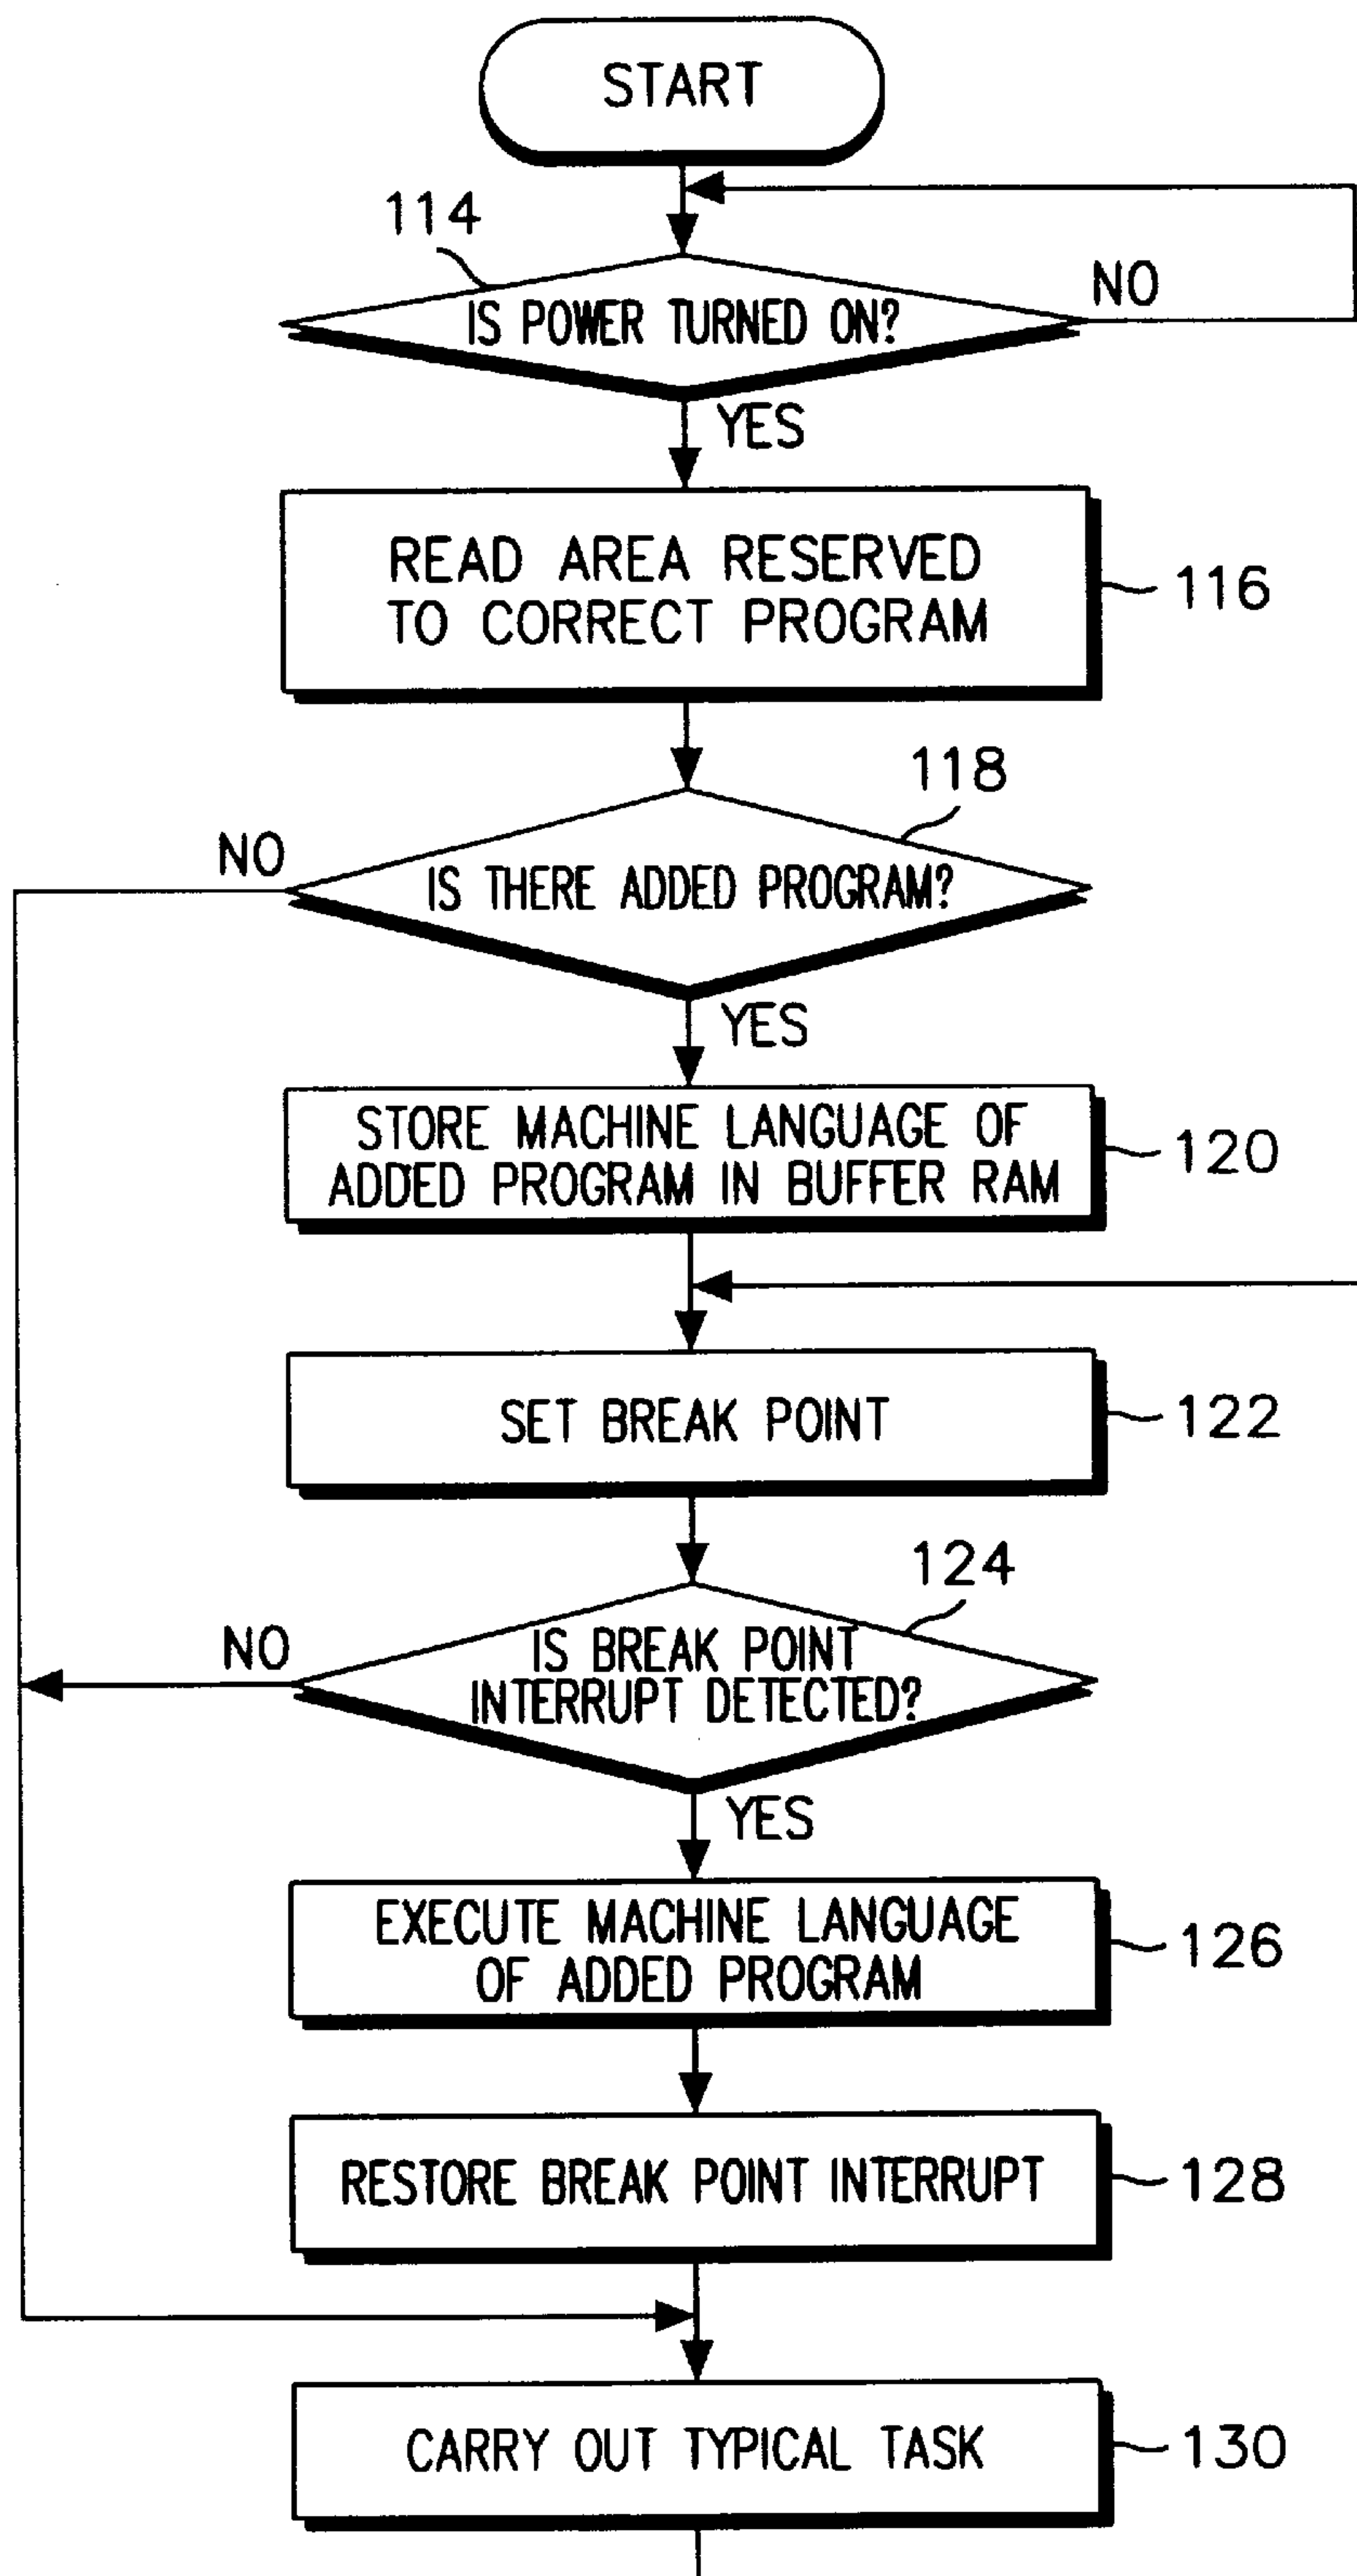 START
114
IS POWER TURNED ON?
NO
YES
READ AREA RESERVED
TO CORRECT PROGRAM
116
118
NO
IS THERE ADDED PROGRAM?
YES
STORE MACHINE LANGUAGE OF
ADDED PROGRAM IN BUFFER RAM
120
SET BREAK POINT
122
124
NO
IS BREAK POINT
INTERRUPT DETECTED?
YES
EXECUTE MACHINE LANGUAGE
OF ADDED PROGRAM
126
RESTORE BREAK POINT INTERRUPT
128
CARRY OUT TYPICAL TASK
130